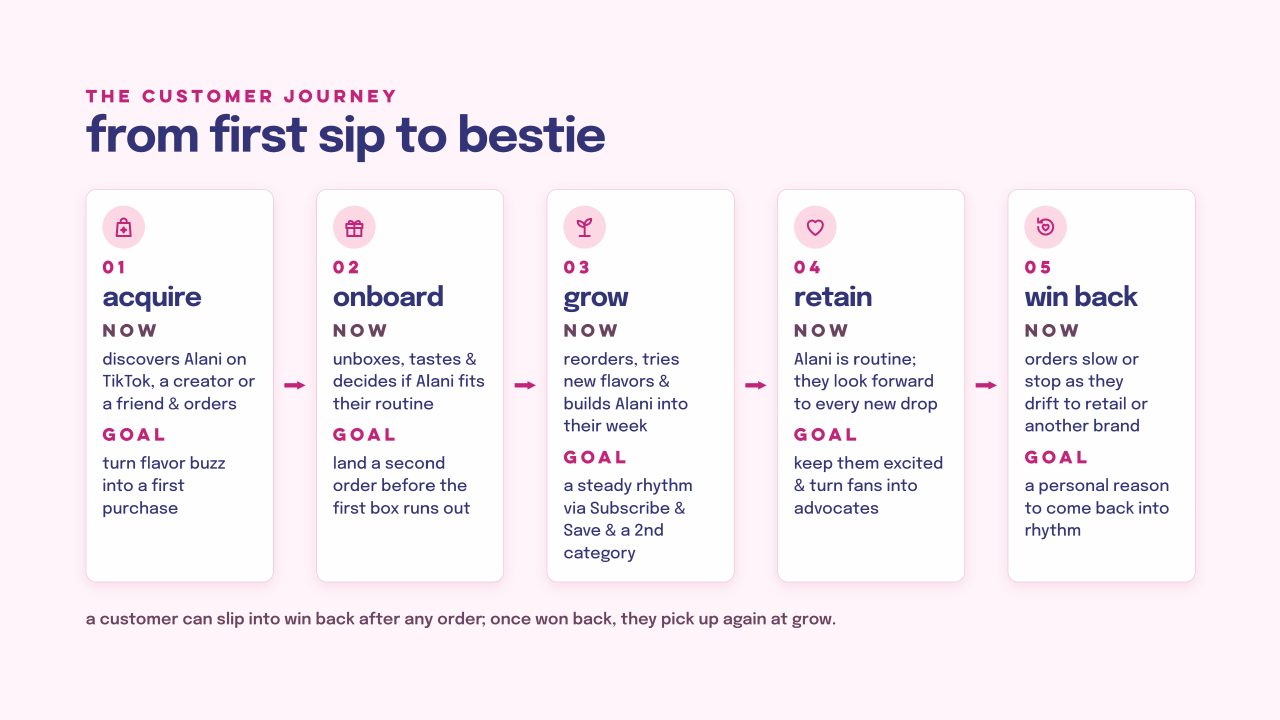 THE CUSTOMER JOURNEY
from first sip to bestie
01
acquire
NOW
discovers Alani on
TikTok, a creator or
a friend & orders
GOAL
turn flavor buzz
into a first
purchase
02
onboard
NOW
unboxes, tastes &
decides if Alani fits
their routine
GOAL
land a second
order before the
first box runs out
03
grow
NOW
reorders, tries
new flavors &
builds Alani into
their week
GOAL
a steady rhythm
via Subscribe &
Save & a 2nd
category
04
retain
NOW
Alani is routine;
they look forward
to every new drop
GOAL
keep them excited
& turn fans into
advocates
05
win back
NOW
orders slow or
stop as they
drift to retail or
another brand
GOAL
a personal reason
to come back into
rhythm
a customer can slip into win back after any order; once won back, they pick up again at grow.